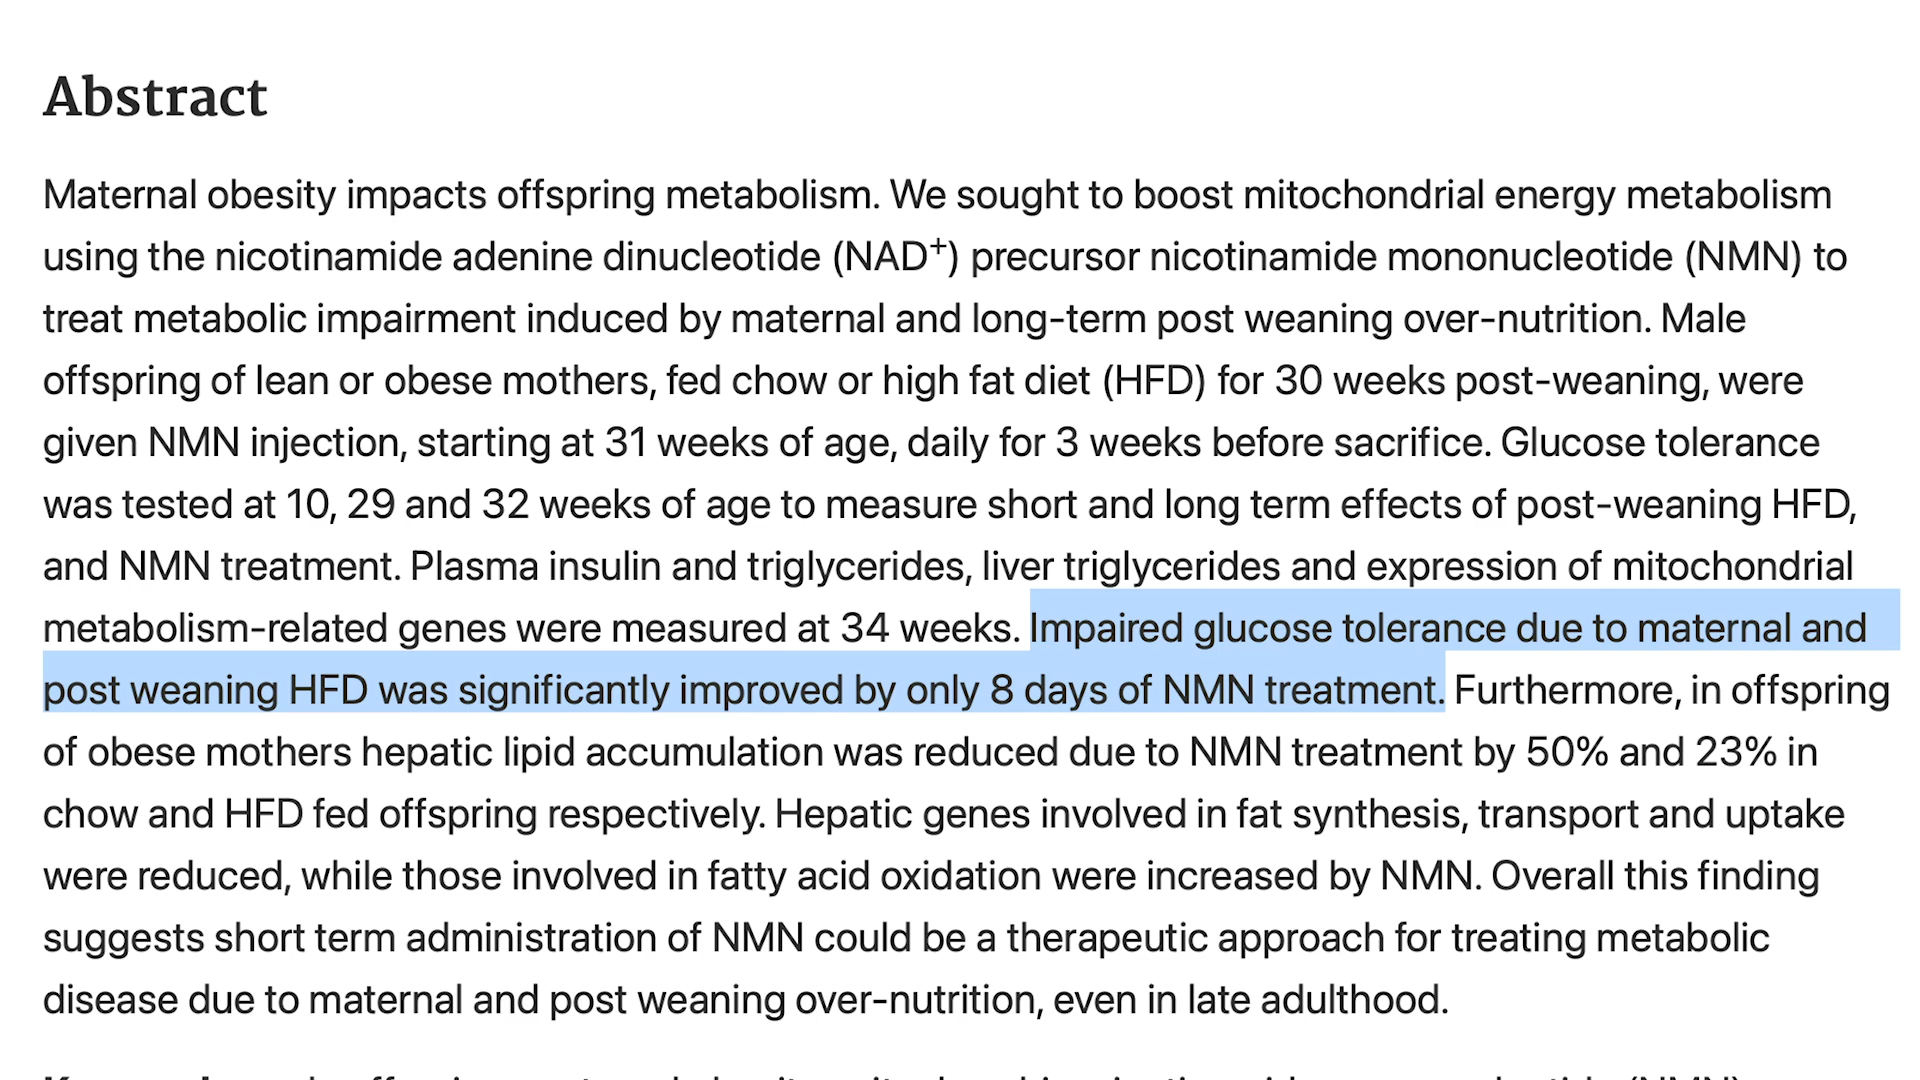 Abstract
Maternal obesity impacts offspring metabolism. We sought to boost mitochondrial energy metabolism
using the nicotinamide adenine dinucleotide (NAD⁺) precursor nicotinamide mononucleotide (NMN) to
treat metabolic impairment induced by maternal and long-term post weaning over-nutrition. Male
offspring of lean or obese mothers, fed chow or high fat diet (HFD) for 30 weeks post-weaning, were
given NMN injection, starting at 31 weeks of age, daily for 3 weeks before sacrifice. Glucose tolerance
was tested at 10, 29 and 32 weeks of age to measure short and long term effects of post-weaning HFD,
and NMN treatment. Plasma insulin and triglycerides, liver triglycerides and expression of mitochondrial
metabolism-related genes were measured at 34 weeks. Impaired glucose tolerance due to maternal and
post weaning HFD was significantly improved by only 8 days of NMN treatment. Furthermore, in offspring
of obese mothers hepatic lipid accumulation was reduced due to NMN treatment by 50% and 23% in
chow and HFD fed offspring respectively. Hepatic genes involved in fat synthesis, transport and uptake
were reduced, while those involved in fatty acid oxidation were increased by NMN. Overall this finding
suggests short term administration of NMN could be a therapeutic approach for treating metabolic
disease due to maternal and post weaning over-nutrition, even in late adulthood.